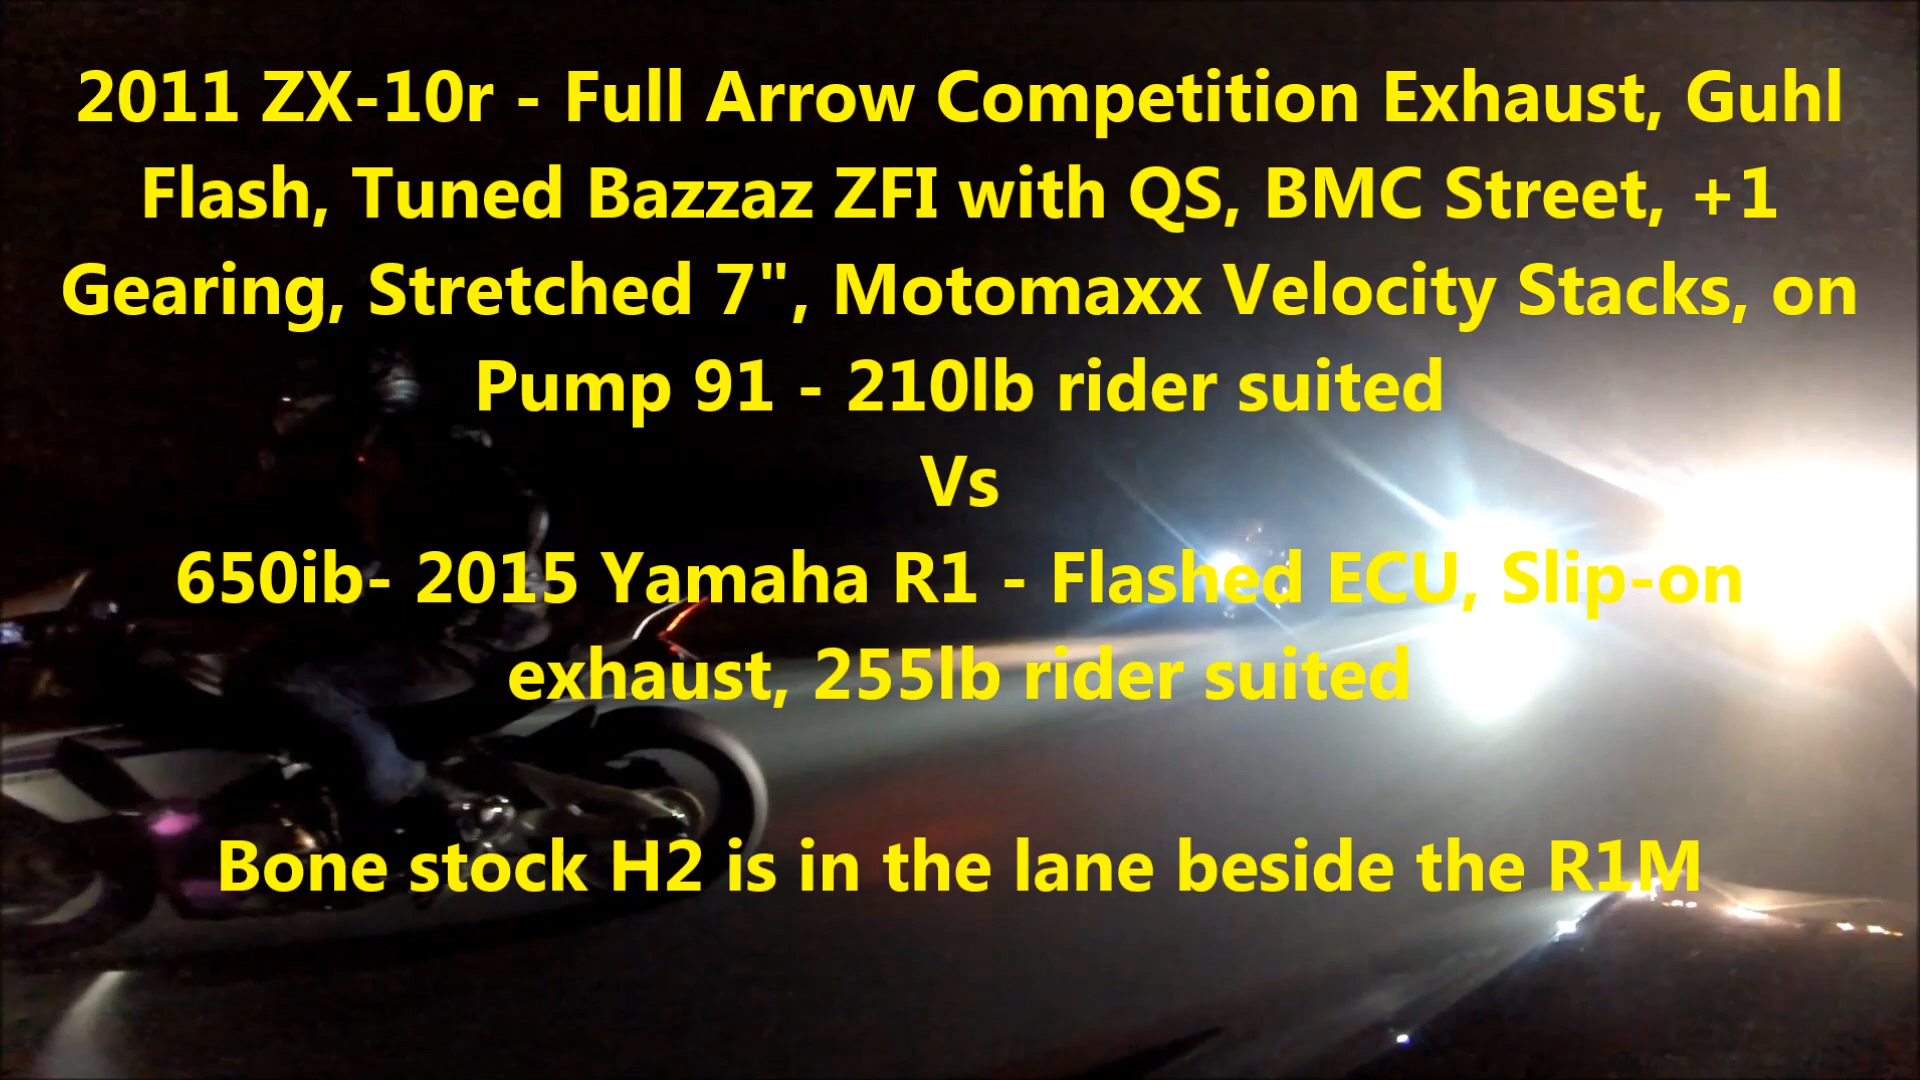 2011 ZX-10r - Full Arrow Competition Exhaust, Guhl
Flash, Tuned Bazzaz ZFI with QS, BMC Street, +1
Gearing, Stretched 7", Motomaxx Velocity Stacks, on
Pump 91 - 210lb rider suited
Vs
650ib- 2015 Yamaha R1 - Flashed ECU, Slip-on
exhaust, 255lb rider suited
Bone stock H2 is in the lane beside the R1M